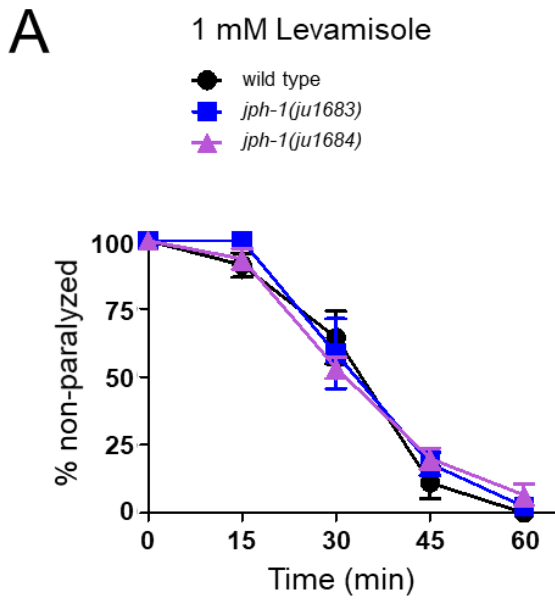 A
1 mM Levamisole
wild type
jph-1(ju1683)
jph-1(ju1684)
100
75
50
25
0
% non-paralyzed
0 15 30 45 60
Time (min)